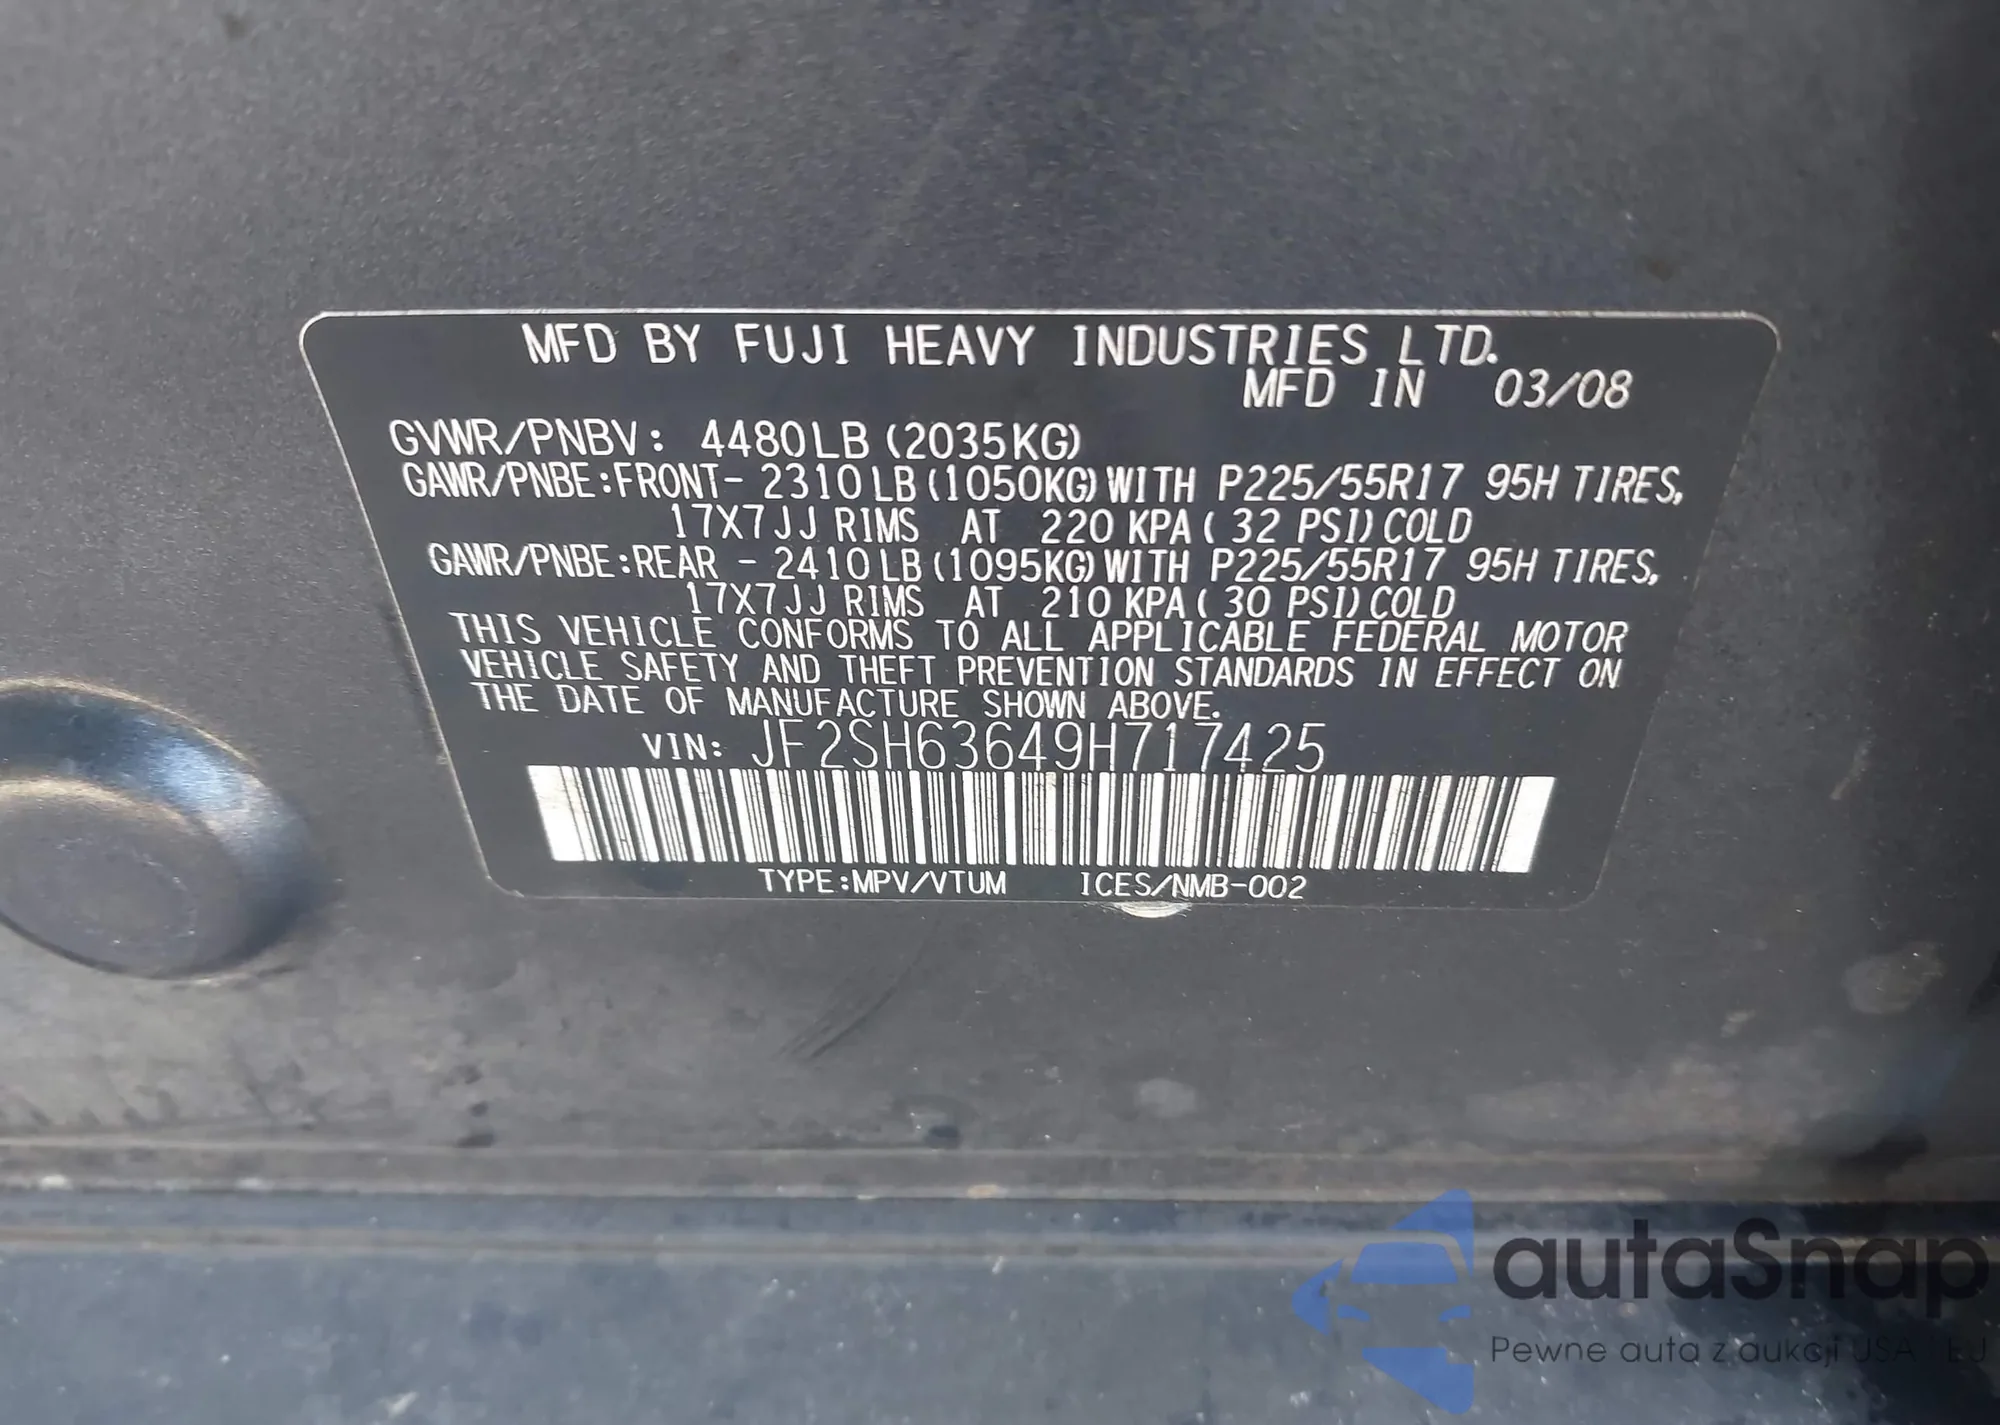 MFD BY FUJI HEAVY INDUSTRIES LTD.
MFD IN 03/08
GVWR/PNBV: 4480LB(2035KG)
GAWR/PNBE:FRONT- 2310LB(1050KG)WITH P225/55R17 95H TIRES,
17X7JJ RIMS AT 220 KPA( 32 PSI)COLD
GAWR/PNBE:REAR - 2410LB(1095KG)WITH P225/55R17 95H TIRES,
17X7JJ RIMS AT 210 KPA( 30 PSI)COLD
THIS VEHICLE CONFORMS TO ALL APPLICABLE FEDERAL MOTOR
VEHICLE SAFETY AND THEFT PREVENTION STANDARDS IN EFFECT ON
THE DATE OF MANUFACTURE SHOWN ABOVE.
VIN: JF2SH63649H717425
TYPE:MPV/VTUM ICES/NMB-002
autaSnap
Pewne auta z aukcji USA